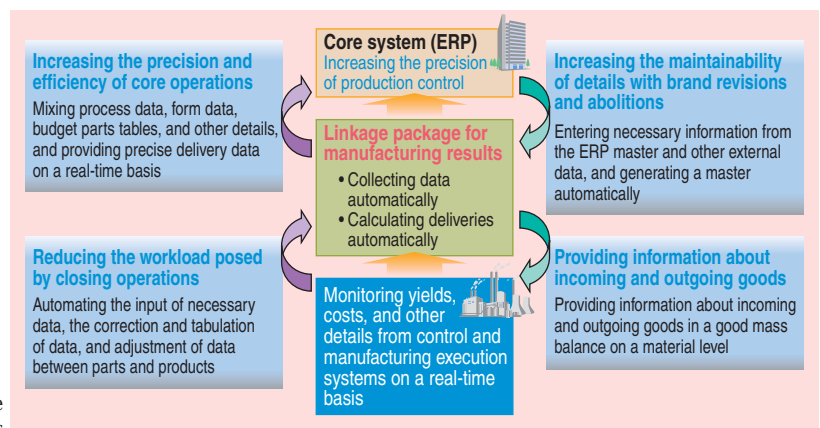 Increasing the precision and
efficiency of core operations
Mixing process data, form data,
budget parts tables, and other details,
and providing precise delivery data
on a real-time basis
Core system (ERP)
Increasing the precision
of production control
Increasing the maintainability
of details with brand revisions
and abolitions
Entering necessary information from
the ERP master and other external
data, and generating a master
automatically
Linkage package for
manufacturing results
• Collecting data
automatically
• Calculating deliveries
automatically
Reducing the workload posed
by closing operations
Automating the input of necessary
data, the correction and tabulation
of data, and adjustment of data
between parts and products
Monitoring yields,
costs, and other
details from control and
manufacturing execution
systems on a real-time
basis
Providing information about
incoming and outgoing goods
Providing information about incoming
and outgoing goods in a good mass
balance on a material level